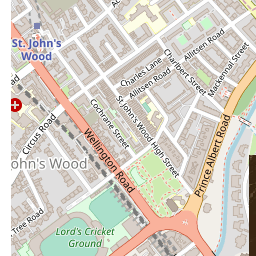 St. John's
Wood
Allitsen Road
Charles Lane
Charlbert Street
Mackennal Street
Allitsen Road
Cochrane Street
St. John's Wood High Street
Circus Road
Wellington Road
Prince Albert Road
ohn's Wood
Tree Road
Lord's Cricket
Ground